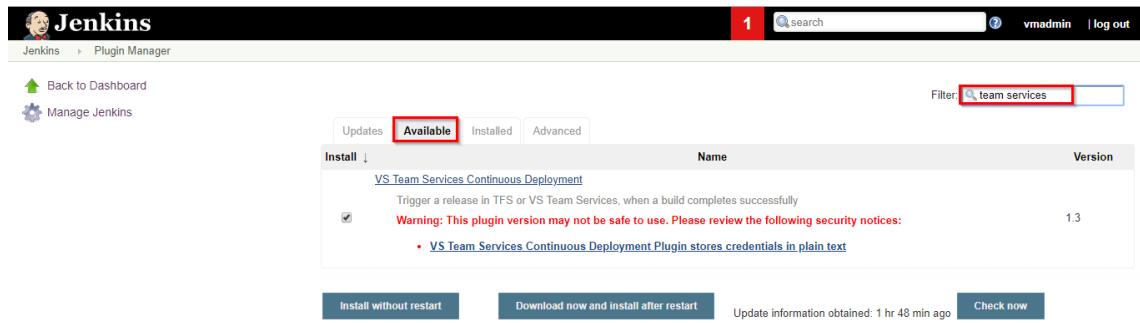 Jenkins
1
search
vmadmin
| log out
Jenkins
Plugin Manager
Back to Dashboard
Manage Jenkins
Filter: team services
Updates
Available
Installed
Advanced
Install ↓
Name
Version
VS Team Services Continuous Deployment
Trigger a release in TFS or VS Team Services, when a build completes successfully
Warning: This plugin version may not be safe to use. Please review the following security notices:
1.3
• VS Team Services Continuous Deployment Plugin stores credentials in plain text
Install without restart
Download now and install after restart
Update information obtained: 1 hr 48 min ago
Check now